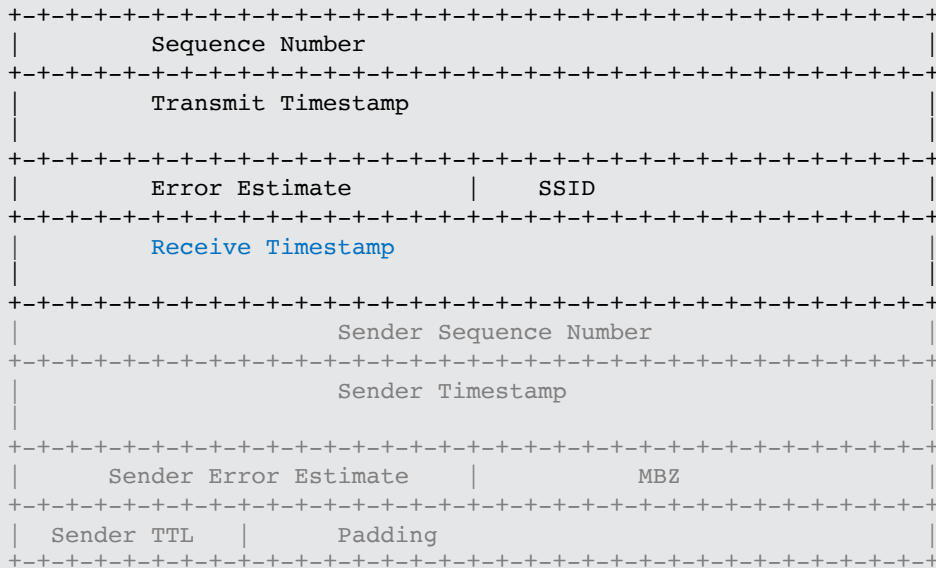 +-+-+-+-+-+-+-+-+-+-+-+-+-+-+-+-+-+-+-+-+-+-+-+-+-+-+-+-+-+-+-+-+-+
| Sequence Number |
+-+-+-+-+-+-+-+-+-+-+-+-+-+-+-+-+-+-+-+-+-+-+-+-+-+-+-+-+-+-+-+-+-+
| Transmit Timestamp |
| |
+-+-+-+-+-+-+-+-+-+-+-+-+-+-+-+-+-+-+-+-+-+-+-+-+-+-+-+-+-+-+-+-+-+
| Error Estimate | SSID |
+-+-+-+-+-+-+-+-+-+-+-+-+-+-+-+-+-+-+-+-+-+-+-+-+-+-+-+-+-+-+-+-+-+
| Receive Timestamp |
| |
+-+-+-+-+-+-+-+-+-+-+-+-+-+-+-+-+-+-+-+-+-+-+-+-+-+-+-+-+-+-+-+-+-+
| Sender Sequence Number |
+-+-+-+-+-+-+-+-+-+-+-+-+-+-+-+-+-+-+-+-+-+-+-+-+-+-+-+-+-+-+-+-+-+
| Sender Timestamp |
| |
+-+-+-+-+-+-+-+-+-+-+-+-+-+-+-+-+-+-+-+-+-+-+-+-+-+-+-+-+-+-+-+-+-+
| Sender Error Estimate | MBZ |
+-+-+-+-+-+-+-+-+-+-+-+-+-+-+-+-+-+-+-+-+-+-+-+-+-+-+-+-+-+-+-+-+-+
| Sender TTL | Padding |
+-+-+-+-+-+-+-+-+-+-+-+-+-+-+-+-+-+-+-+-+-+-+-+-+-+-+-+-+-+-+-+-+-+